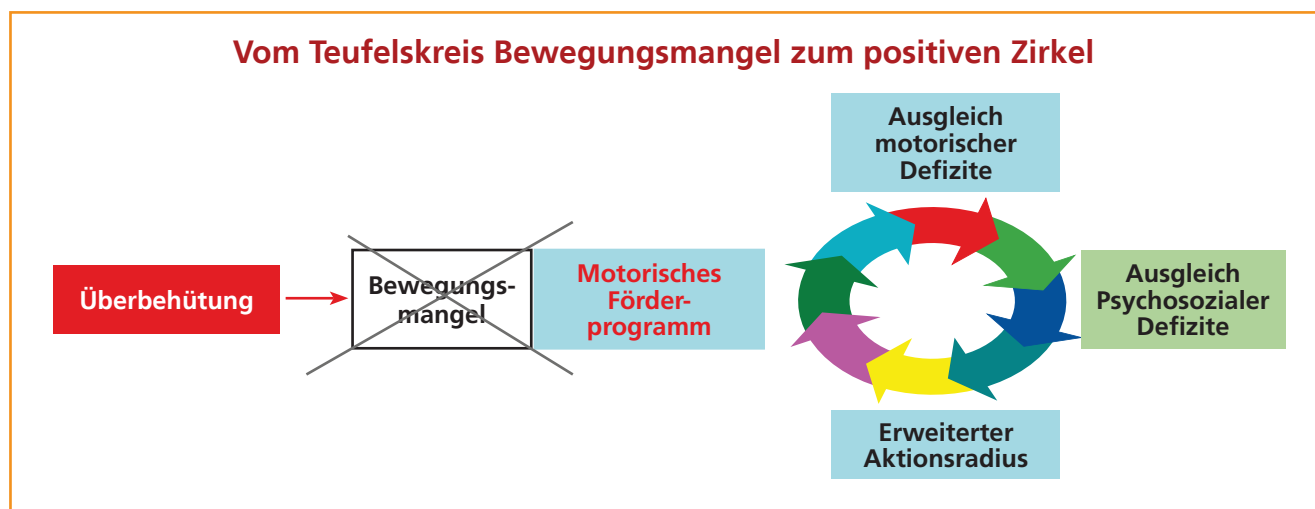 Vom Teufelskreis Bewegungsmangel zum positiven Zirkel
Überbehütung
Bewegungs-
mangel
Motorisches
Förder-
programm
Ausgleich
motorischer
Defizite
Ausgleich
Psychosozialer
Defizite
Erweiterter
Aktionsradius